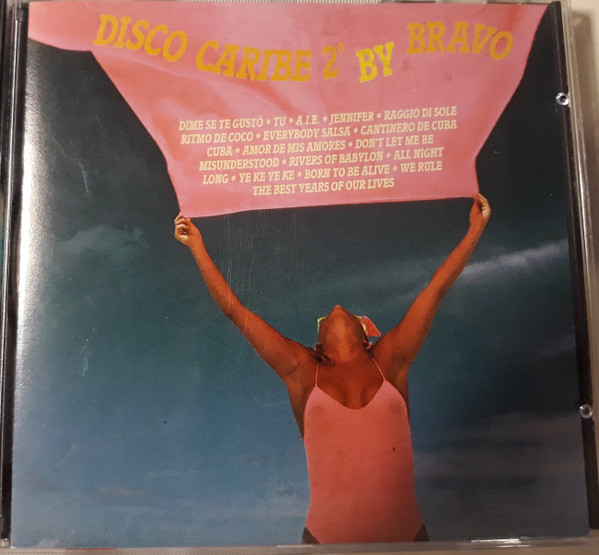 DISCO CARIBE 2° BY BRAVO
DIME SE TE GUSTÒ • TU • A.I.E. • JENNIFER • RAGGIO DI SOLE
RITMO DE COCO • EVERYBODY SALSA • CANTINERO DE CUBA
CUBA • AMOR DE MIS AMORES • DON'T LET ME BE
MISUNDERSTOOD • RIVERS OF BABYLON • ALL NIGHT
LONG • YE KE YE KE • BORN TO BE ALIVE • WE RULE
THE BEST YEARS OF OUR LIVES